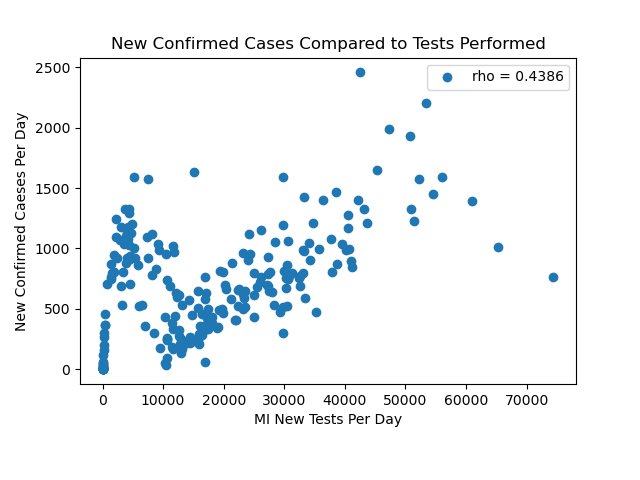 New Confirmed Cases Compared to Tests Performed
rho = 0.4386
New Confirmed Caeses Per Day
2500
2000
1500
1000
500
0
0 10000 20000 30000 40000 50000 60000 70000
MI New Tests Per Day